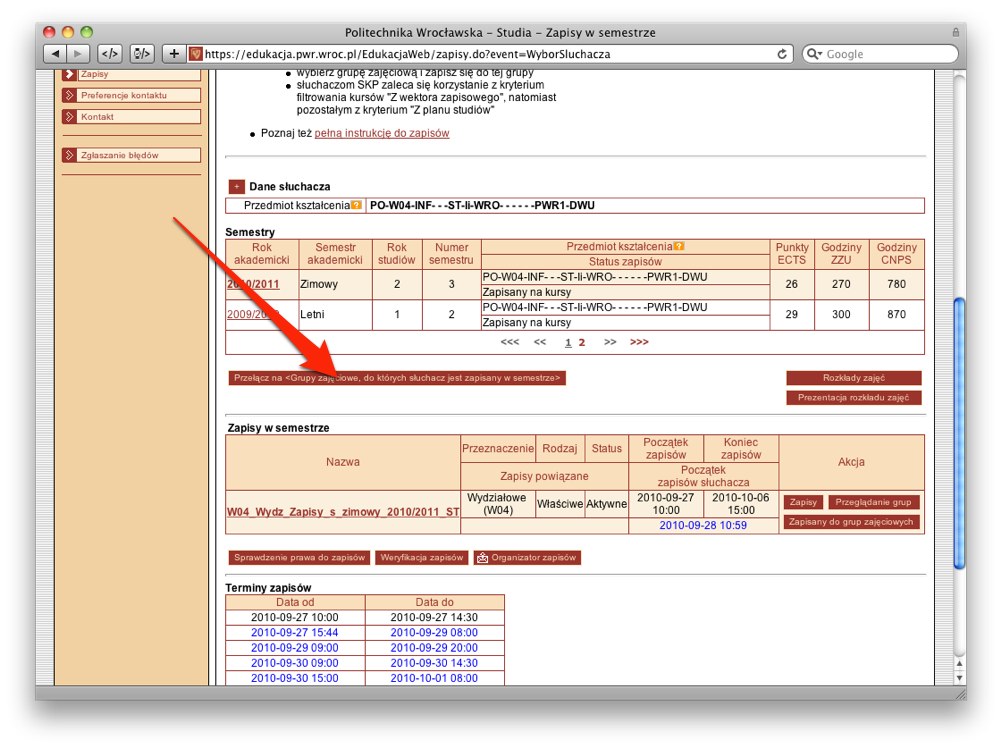 Politechnika Wrocławska – Studia – Zapisy w semestrze
https://edukacja.pwr.wroc.pl/EdukacjaWeb/zapisy.do?event=WyborSluchacza
Google
Zapisy
Preferencje kontaktu
Kontakt
Zgłaszanie błędów
wybierz grupę zajęciową i zapisz się do tej grupy
słuchaczom SKP zaleca się korzystanie z kryterium
filtrowania kursów "Z wektora zapisowego", natomiast
pozostałym z kryterium "Z planu studiów"
Poznaj też pełną instrukcję do zapisów
+ Dane słuchacza
Przedmiot kształcenia? PO-W04-INF- - -ST-Ii-WRO- - - - - -PWR1-DWU
Semestry
Rok akademicki
Semestr akademicki
Rok studiów
Numer semestru
Przedmiot kształcenia?
Status zapisów
Punkty ECTS
Godziny ZZU
Godziny CNPS
2010/2011 Zimowy 2 3 PO-W04-INF- - -ST-Ii-WRO- - - - - -PWR1-DWU 26 270 780
Zapisany na kursy
Letni 1 2 PO-W04-INF- - -ST-Ii-WRO- - - - - -PWR1-DWU 29 300 870
Zapisany na kursy
<<< << 1 2 >> >>>
Przełącz na <Grupy zajęciowe, do których słuchacz jest zapisany w semestrze>
Rozkłady zajęć
Prezentacja rozkładu zajęć
Zapisy w semestrze
Nazwa
Przeznaczenie Rodzaj Status
Zapisy powiązane
Początek zapisów
Koniec zapisów
Początek
zapisów słuchacza
Akcja
W04_Wydz_Zapisy_s_zimowy_2010/2011_ST
Wydziałowe (W04)
Właściwe
Aktywne
2010-09-27 10:00
2010-10-06 15:00
2010-09-28 10:59
Zapisy Przeglądanie grup
Zapisany do grup zajęciowych
Sprawdzenie prawa do zapisów Weryfikacja zapisów Organizator zapisów
Terminy zapisów
Data od Data do
2010-09-27 10:00 2010-09-27 14:30
2010-09-27 15:44 2010-09-29 08:00
2010-09-29 09:00 2010-09-29 20:00
2010-09-30 09:00 2010-09-30 14:30
2010-09-30 15:00 2010-10-01 08:00